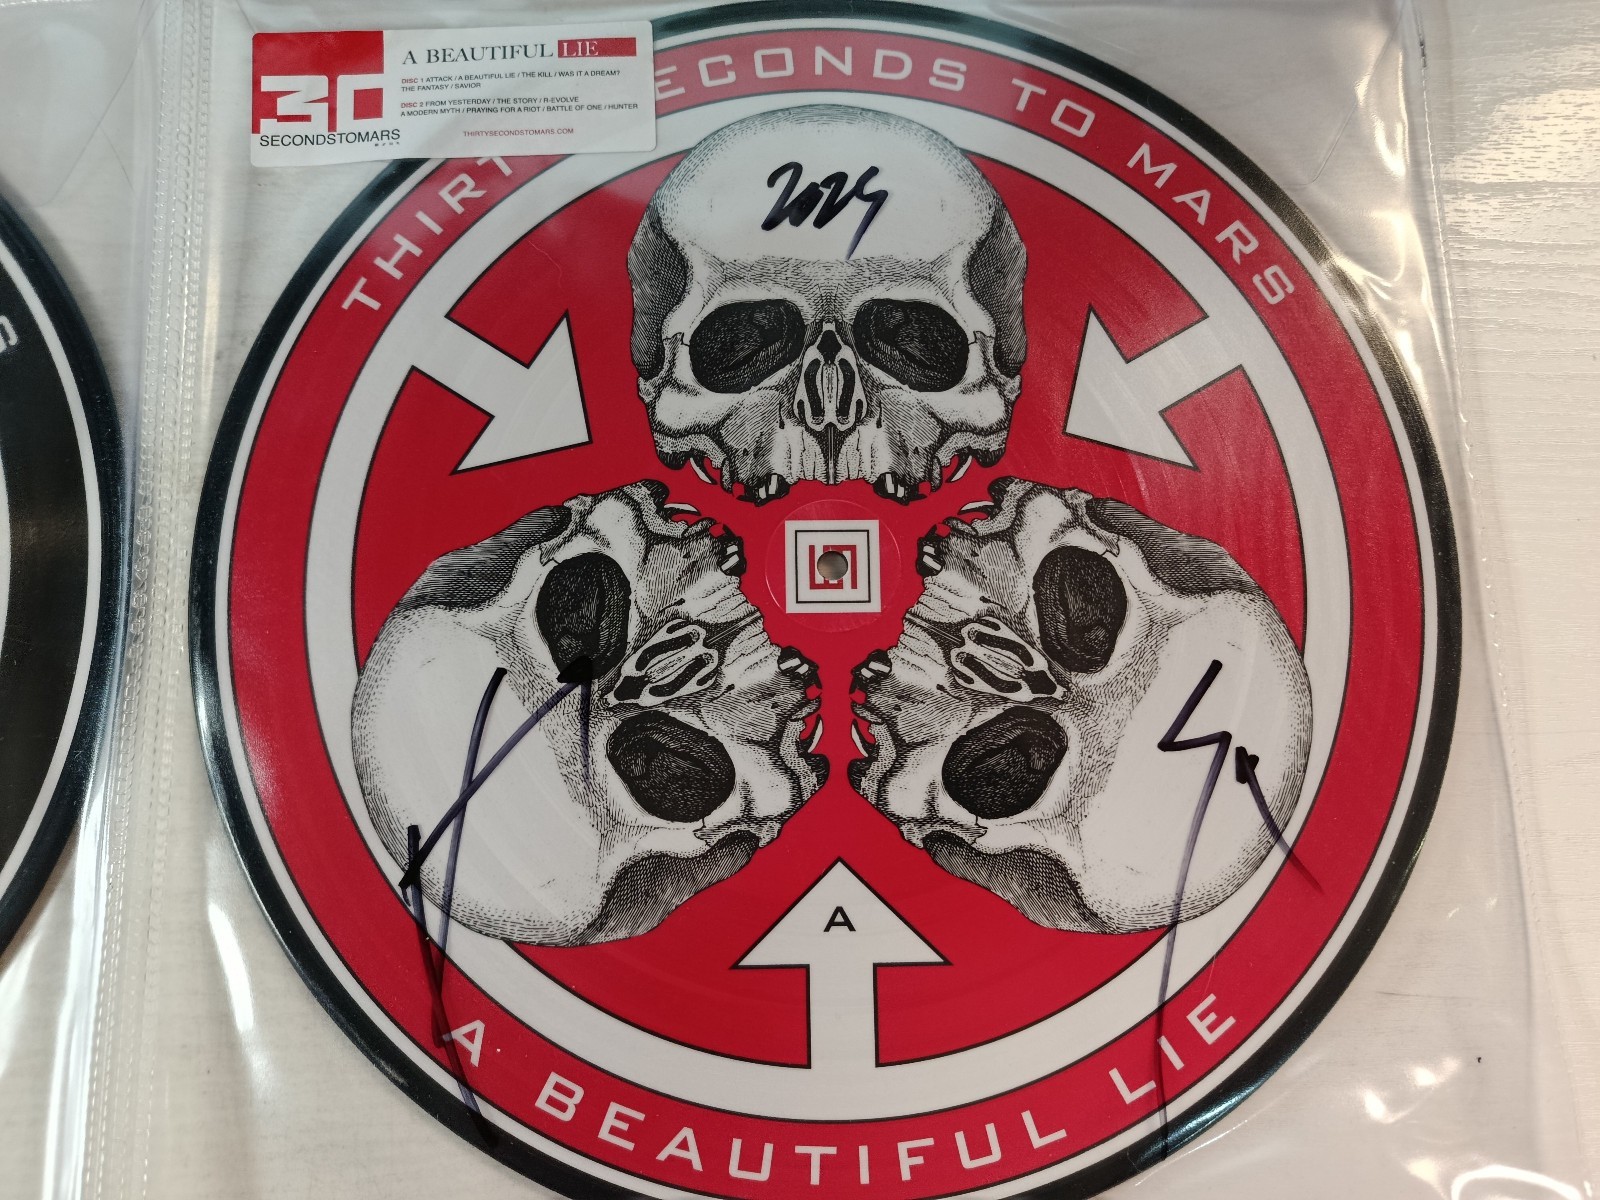 30
SECONDSTOMARS
A BEAUTIFUL LIE
DISC 1 ATTACK / A BEAUTIFUL LIE / THE KILL / WAS IT A DREAM?
THE FANTASY / SAVIOR
DISC 2 FROM YESTERDAY / THE STORY / R-EVOLVE
A MODERN MYTH / PRAYING FOR A RIOT / BATTLE OF ONE / HUNTER
THIRTYSECONDSTOMARS.COM
THIRT ECONDS TO MARS
2024
A
A BEAUTIFUL LIE